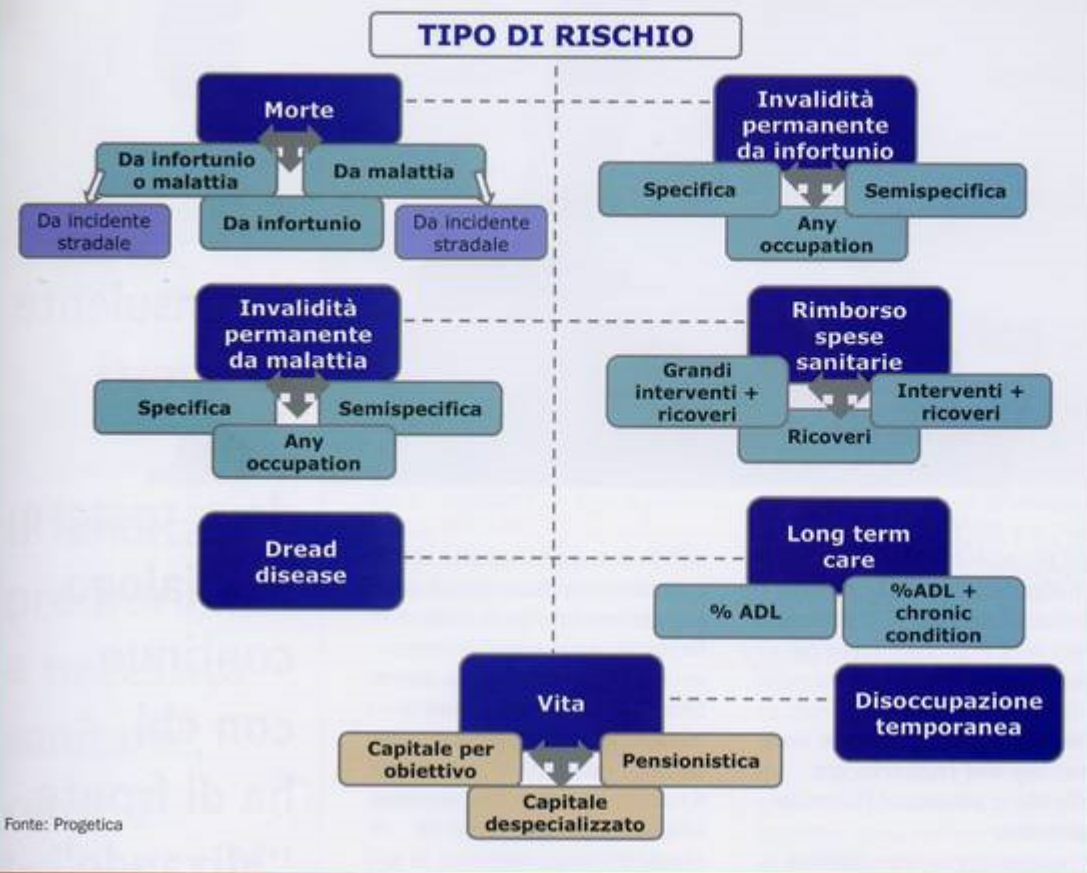 TIPO DI RISCHIO
Morte
Da infortunio
o malattia
Da malattia
Da infortunio
Da incidente
stradale
Da incidente
stradale
Invalidità
permanente
da infortunio
Specifica
Semispecifica
Any
occupation
Invalidità
permanente
da malattia
Specifica
Semispecifica
Any
occupation
Rimborso
spese
sanitarie
Grandi
interventi +
ricoveri
Interventi +
ricoveri
Ricoveri
Dread
disease
Long term
care
% ADL
%ADL +
chronic
condition
Vita
Capitale per
obiettivo
Pensionistica
Capitale
despecializzato
Disoccupazione
temporanea
Fonte: Progetica